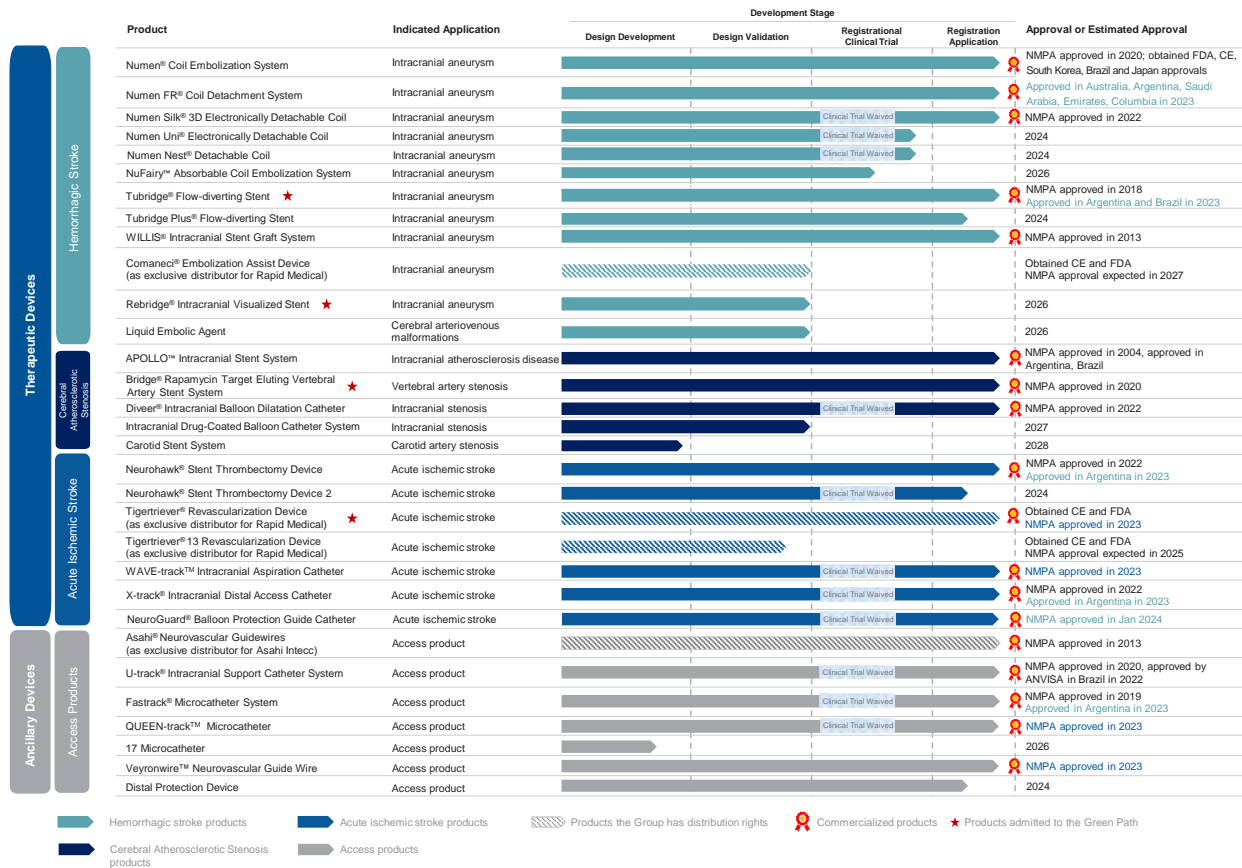 Development Stage
Product
Indicated Application
Design Development
Design Validation
Registrational
Clinical Trial
Registration
Application
Approval or Estimated Approval
Therapeutic Devices
Hemorrhagic Stroke
Numen® Coil Embolization System
Intracranial aneurysm
NMPA approved in 2020; obtained FDA, CE,
South Korea, Brazil and Japan approvals
Numen FR® Coil Detachment System
Intracranial aneurysm
Approved in Australia, Argentina, Saudi
Arabia, Emirates, Columbia in 2023
Numen Silk® 3D Electronically Detachable Coil
Intracranial aneurysm
Clinical Trial Waived
NMPA approved in 2022
Numen Uni® Electronically Detachable Coil
Intracranial aneurysm
Clinical Trial Waived
2024
Numen Nest® Detachable Coil
Intracranial aneurysm
Clinical Trial Waived
2024
NuFairy™ Absorbable Coil Embolization System
Intracranial aneurysm
2026
Tubridge® Flow-diverting Stent
Intracranial aneurysm
NMPA approved in 2018
Approved in Argentina and Brazil in 2023
Tubridge Plus® Flow-diverting Stent
Intracranial aneurysm
2024
WILLIS® Intracranial Stent Graft System
Intracranial aneurysm
NMPA approved in 2013
Comaneci® Embolization Assist Device
(as exclusive distributor for Rapid Medical)
Intracranial aneurysm
Obtained CE and FDA
NMPA approval expected in 2027
Rebridge® Intracranial Visualized Stent
Intracranial aneurysm
2026
Liquid Embolic Agent
Cerebral arteriovenous
malformations
2026
Cerebral
Atherosclerotic
Stenosis
APOLLO™ Intracranial Stent System
Intracranial atherosclerosis disease
NMPA approved in 2004, approved in
Argentina, Brazil
Bridge® Rapamycin Target Eluting Vertebral
Artery Stent System
Vertebral artery stenosis
NMPA approved in 2020
Diveer® Intracranial Balloon Dilatation Catheter
Intracranial stenosis
Clinical Trial Waived
NMPA approved in 2022
Intracranial Drug-Coated Balloon Catheter System
Intracranial stenosis
2027
Carotid Stent System
Carotid artery stenosis
2028
Acute Ischemic Stroke
Neurohawk® Stent Thrombectomy Device
Acute ischemic stroke
NMPA approved in 2022
Approved in Argentina in 2023
Neurohawk® Stent Thrombectomy Device 2
Acute ischemic stroke
Clinical Trial Waived
2024
Tigertriever® Revascularization Device
(as exclusive distributor for Rapid Medical)
Acute ischemic stroke
Obtained CE and FDA
NMPA approved in 2023
Tigertriever® 13 Revascularization Device
(as exclusive distributor for Rapid Medical)
Acute ischemic stroke
Obtained CE and FDA
NMPA approval expected in 2025
WAVE-track™ Intracranial Aspiration Catheter
Acute ischemic stroke
Clinical Trial Waived
NMPA approved in 2023
X-track® Intracranial Distal Access Catheter
Acute ischemic stroke
Clinical Trial Waived
NMPA approved in 2022
Approved in Argentina in 2023
NeuroGuard® Balloon Protection Guide Catheter
Acute ischemic stroke
Clinical Trial Waived
NMPA approved in Jan 2024
Ancillary Devices
Access Products
Asahi® Neurovascular Guidewires
(as exclusive distributor for Asahi Intecc)
Access product
NMPA approved in 2013
U-track® Intracranial Support Catheter System
Access product
Clinical Trial Waived
NMPA approved in 2020, approved by
ANVISA in Brazil in 2022
Fastrack® Microcatheter System
Access product
Clinical Trial Waived
NMPA approved in 2019
Approved in Argentina in 2023
QUEEN-track™ Microcatheter
Access product
Clinical Trial Waived
NMPA approved in 2023
17 Microcatheter
Access product
2026
Veyronwire™ Neurovascular Guide Wire
Access product
NMPA approved in 2023
Distal Protection Device
Access product
2024
Hemorrhagic stroke products
Acute ischemic stroke products
Products the Group has distribution rights
Commercialized products
Products admitted to the Green Path
Cerebral Atherosclerotic Stenosis
products
Access products